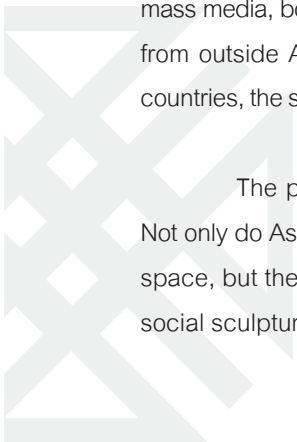 mass media, b
from outside A
countries, the s
The p
Not only do As
space, but the
social sculptur